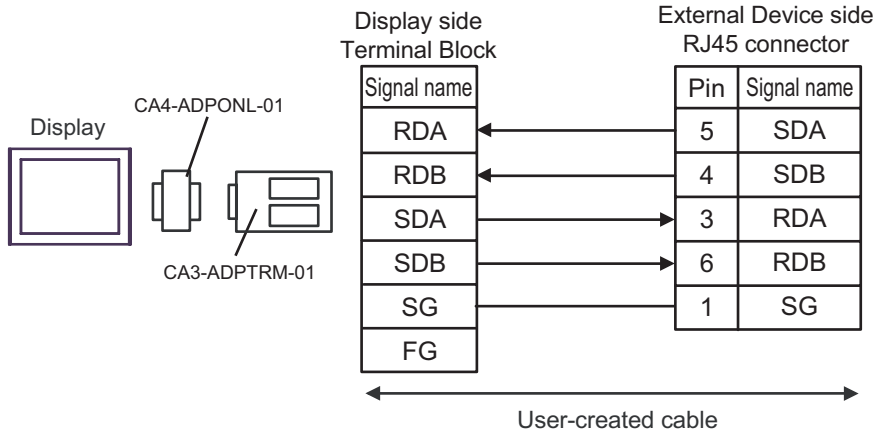 Display side
Terminal Block
External Device side
RJ45 connector
Display
CA4-ADPONL-01
CA3-ADPTRM-01
Signal name
RDA
RDB
SDA
SDB
SG
FG
Pin Signal name
5 SDA
4 SDB
3 RDA
6 RDB
1 SG
User-created cable